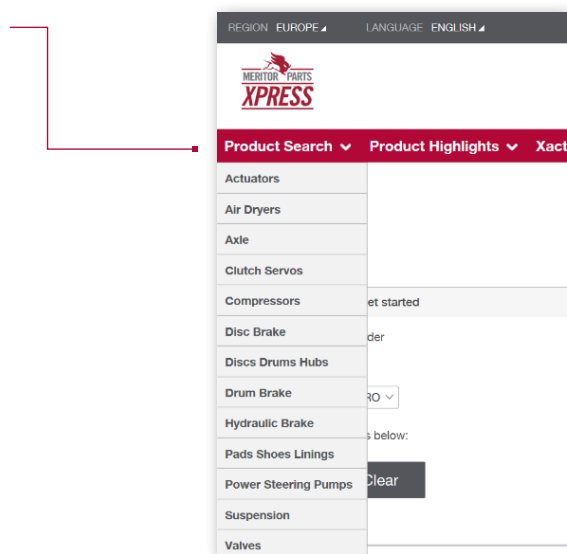 REGION EUROPE LANGUAGE ENGLISH
MERITOR PARTS
XPRESS
Product Search Product Highlights Xact
Actuators
Air Dryers
Axle
Clutch Servos
Compressors
et started
Disc Brake
der
Discs Drums Hubs
Drum Brake
RO
Hydraulic Brake
s below:
Pads Shoes Linings
Power Steering Pumps
Clear
Suspension
Valves